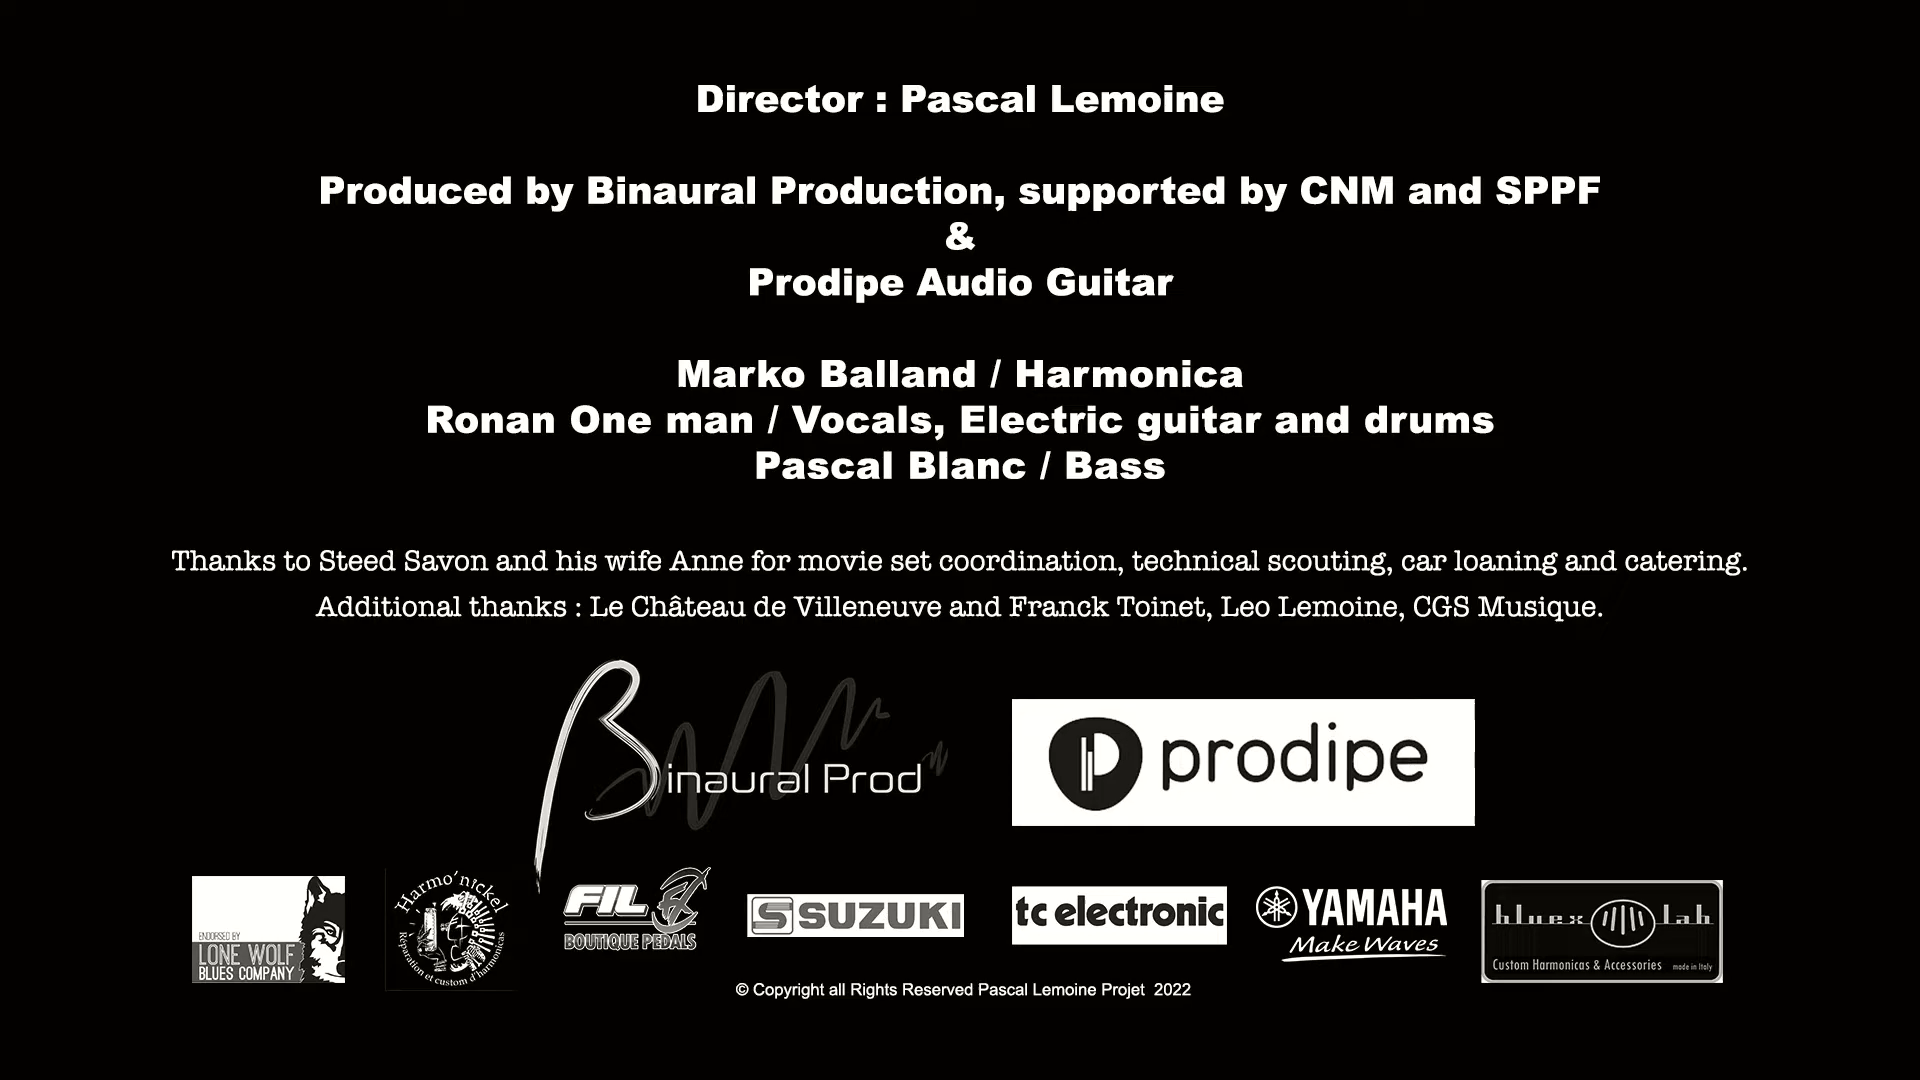 Director : Pascal Lemoine
Produced by Binaural Production, supported by CNM and SPPF
&
Prodipe Audio Guitar
Marko Balland / Harmonica
Ronan One man / Vocals, Electric guitar and drums
Pascal Blanc / Bass
Thanks to Steed Savon and his wife Anne for movie set coordination, technical scouting, car loaning and catering.
Additional thanks : Le Château de Villeneuve and Franck Toinet, Leo Lemoine, CGS Musique.
Binaural Prod
prodipe
ENDORSED BY
LONE WOLF
BLUES COMPANY
Harmo'nickel
Réparation et custom d'harmonicas
FIL
BOUTIQUE PEDALS
SUZUKI
tc electronic
YAMAHA
Make Waves
bluex lab
Custom Harmonicas & Accessories made in Italy
© Copyright all Rights Reserved Pascal Lemoine Projet 2022